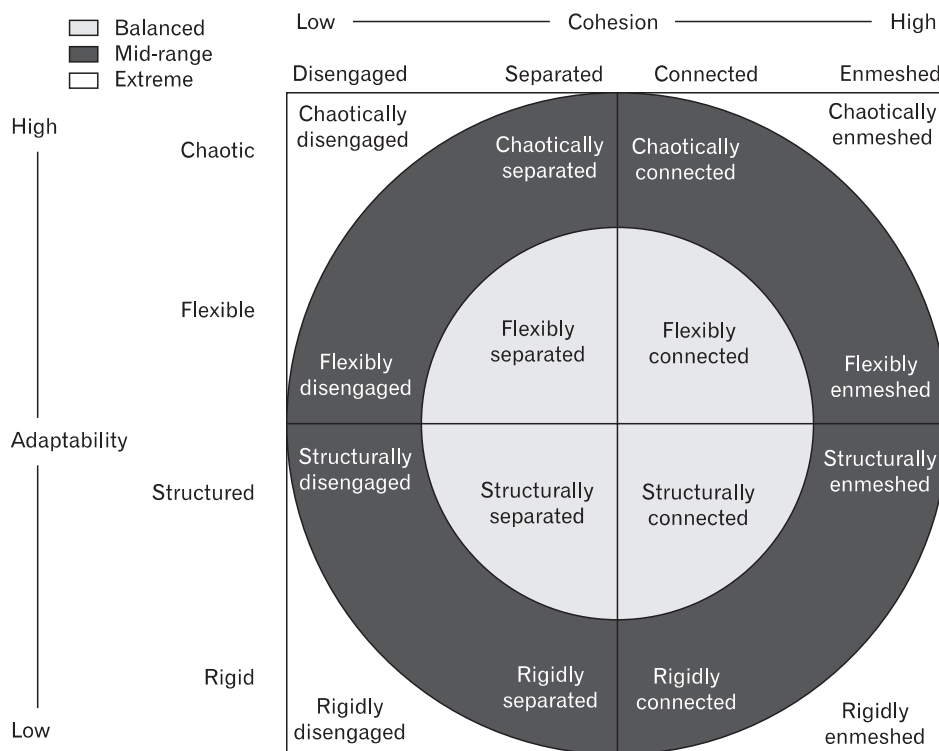 Balanced
Mid-range
Extreme
Low
Cohesion
High
Disengaged
Separated
Connected
Enmeshed
High
Adaptability
Low
Chaotic
Flexible
Structured
Rigid
Chaotically
disengaged
Chaotically
separated
Chaotically
connected
Chaotically
enmeshed
Flexibly
disengaged
Flexibly
separated
Flexibly
connected
Flexibly
enmeshed
Structurally
disengaged
Structurally
separated
Structurally
connected
Structurally
enmeshed
Rigidly
disengaged
Rigidly
separated
Rigidly
connected
Rigidly
enmeshed